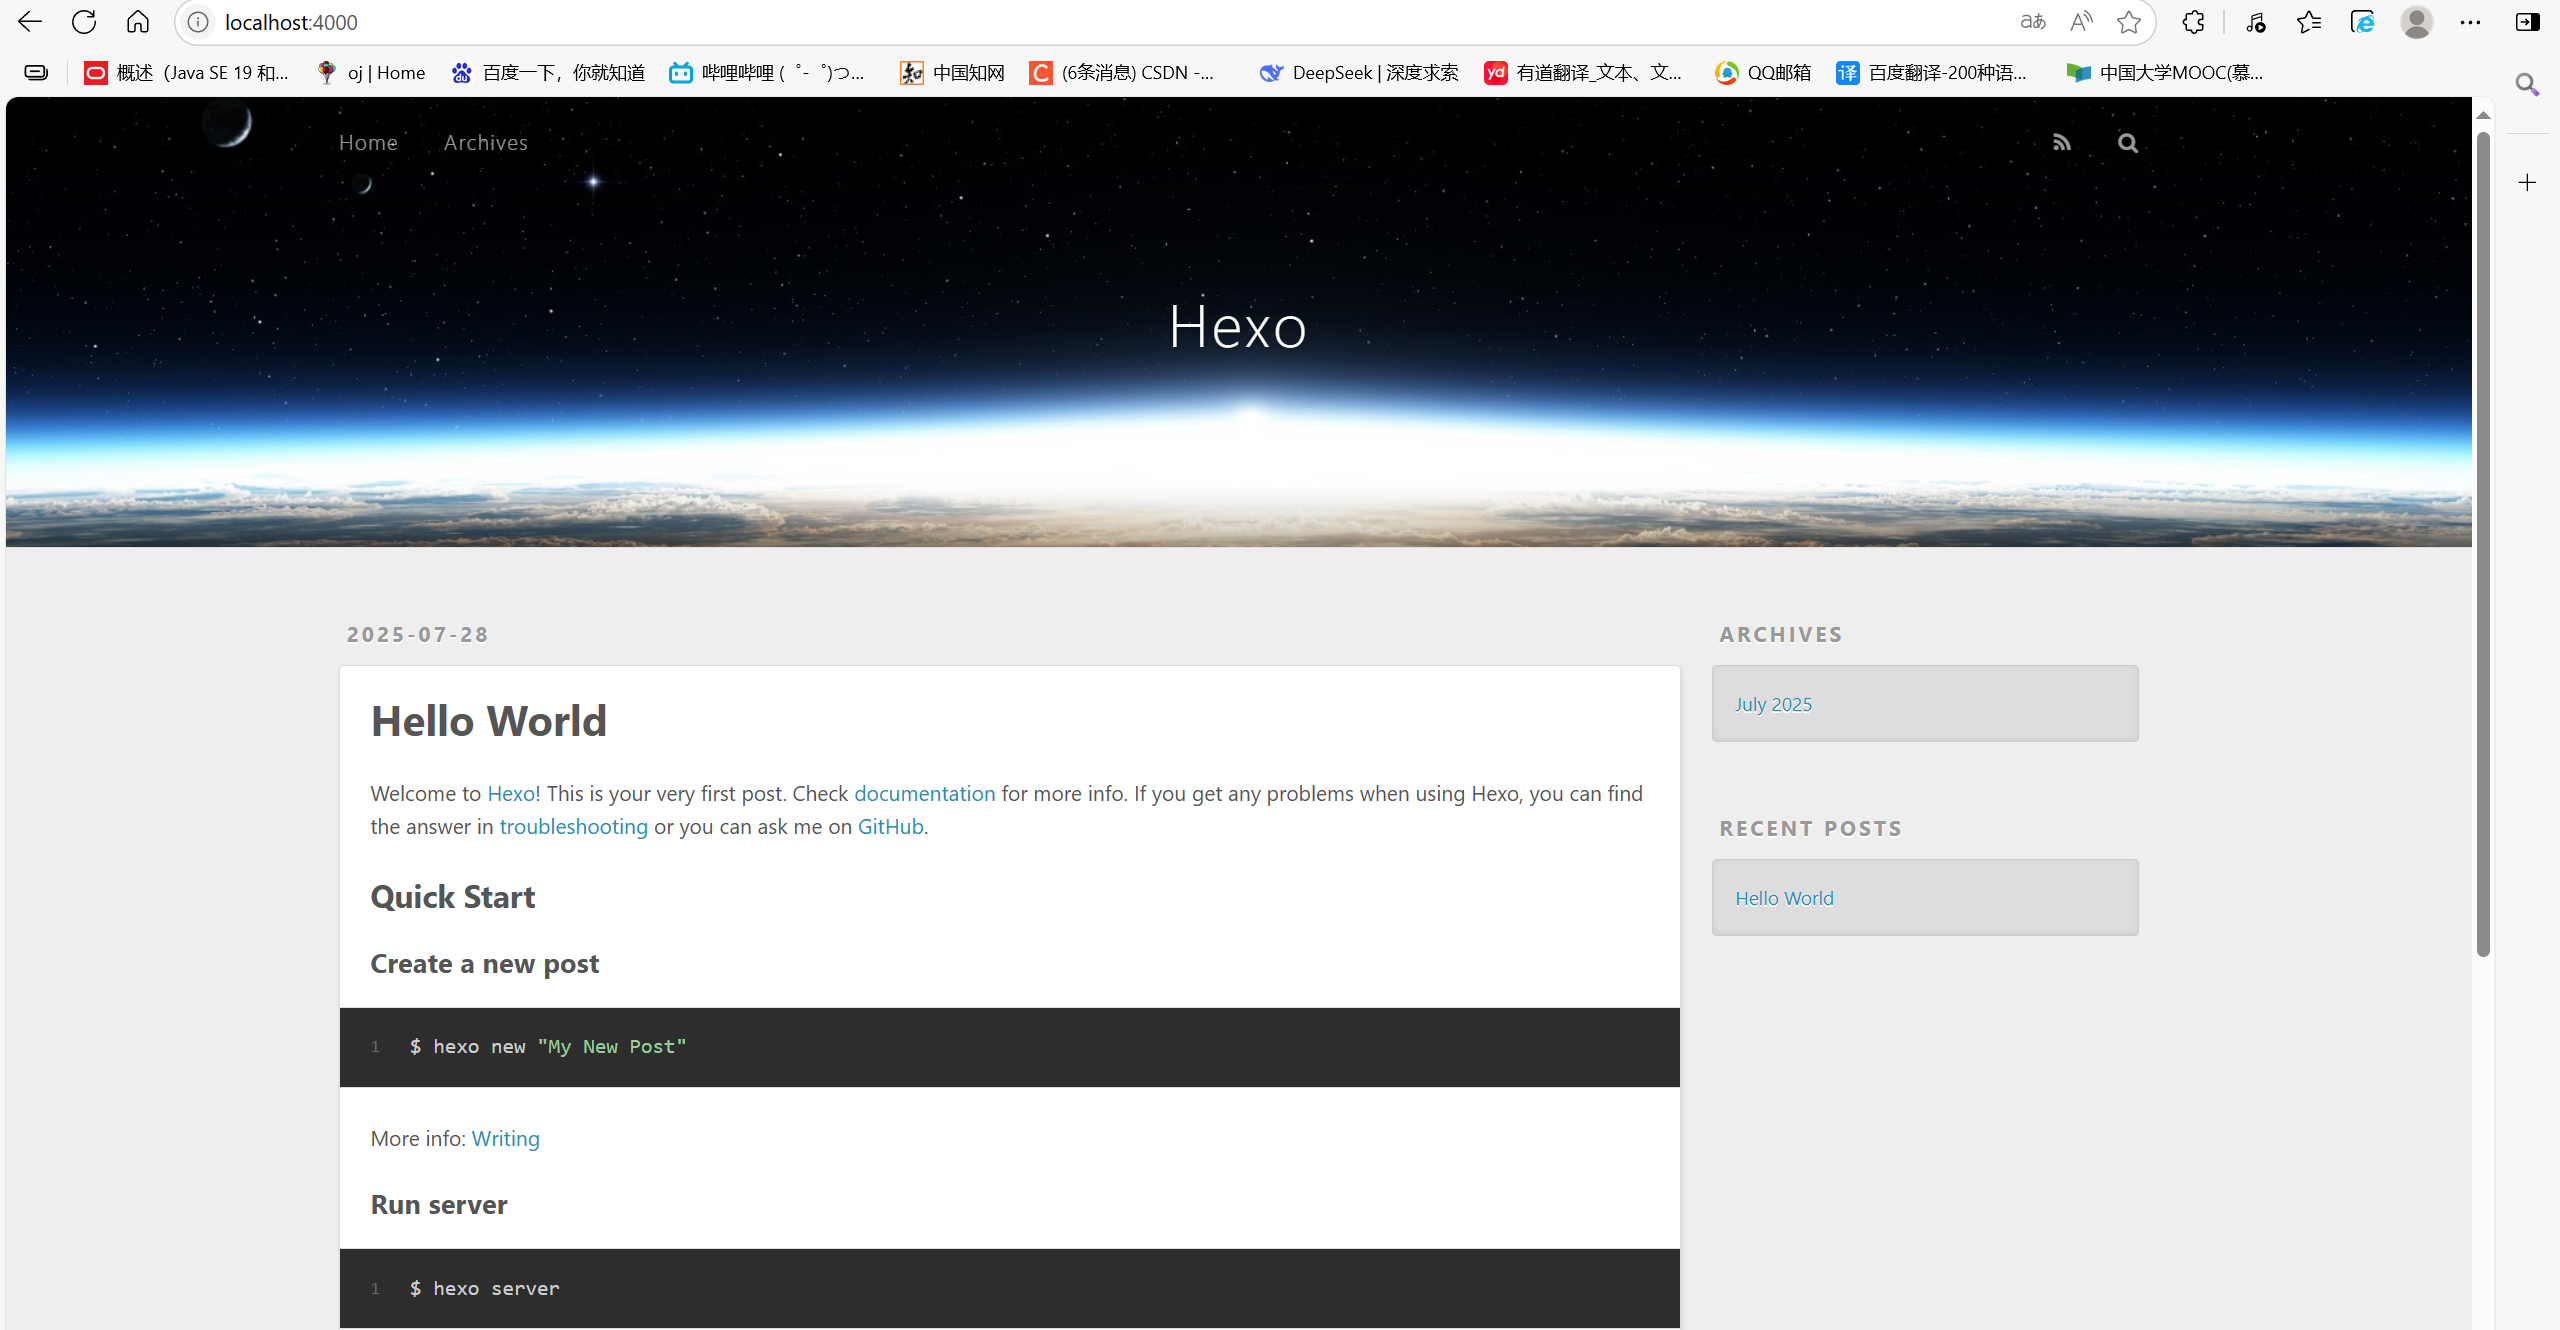 localhost:4000
概述（Java SE 19 和... oj | Home 百度一下，你就知道 哔哩哔哩 (゜-゜)つ... 中国知网 (6条消息) CSDN -... DeepSeek | 深度求索 有道翻译_文本、文... QQ邮箱 百度翻译-200种语... 中国大学MOOC(慕...
Home Archives
Hexo
2025-07-28
Hello World
Welcome to Hexo! This is your very first post. Check documentation for more info. If you get any problems when using Hexo, you can find
the answer in troubleshooting or you can ask me on GitHub.
Quick Start
Create a new post
1 $ hexo new "My New Post"
More info: Writing
Run server
1 $ hexo server
ARCHIVES
July 2025
RECENT POSTS
Hello World